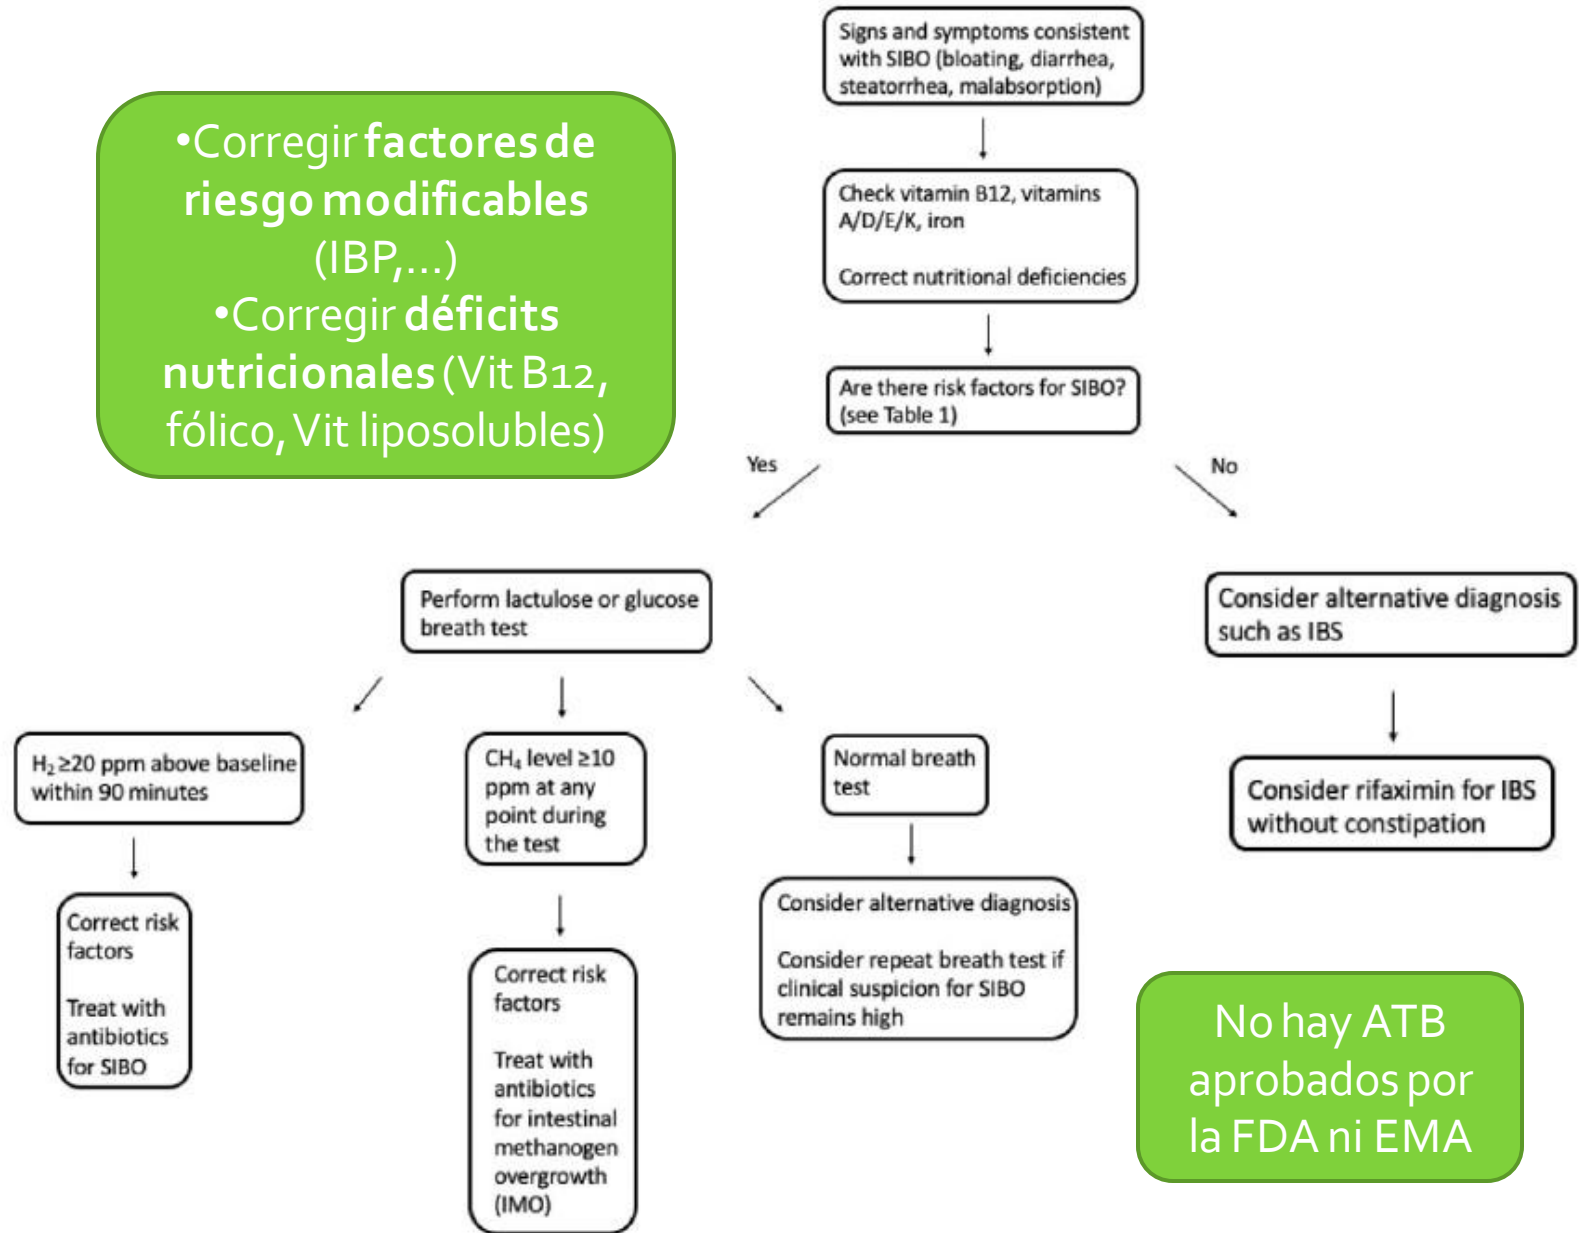 Signs and symptoms consistent
with SIBO (bloating, diarrhea,
steatorrhea, malabsorption)
•Corregir factores de
riesgo modificables
(IBP,...)
•Corregir déficits
nutricionales (Vit B12,
fólico, Vit liposolubles)
Check vitamin B12, vitamins
A/D/E/K, iron
Correct nutritional deficiencies
Are there risk factors for SIBO?
(see Table 1)
Yes
No
Perform lactulose or glucose
breath test
Consider alternative diagnosis
such as IBS
H₂ ≥20 ppm above baseline
within 90 minutes
CH₄ level ≥10
ppm at any
point during
the test
Normal breath
test
Consider rifaximin for IBS
without constipation
Correct risk
factors
Treat with
antibiotics
for SIBO
Correct risk
factors
Treat with
antibiotics
for intestinal
methanogen
overgrowth
(IMO)
Consider alternative diagnosis
Consider repeat breath test if
clinical suspicion for SIBO
remains high
No hay ATB
aprobados por
la FDA ni EMA